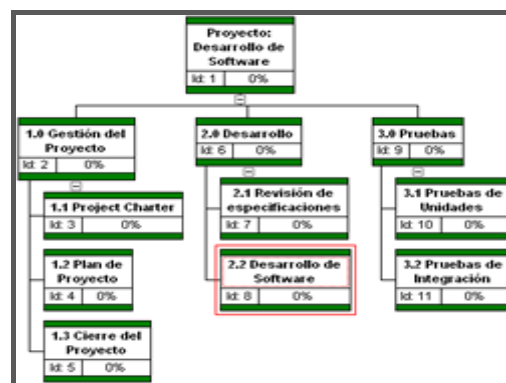 Proyecto:
Desarrollo de
Software
Id: 1 0%
1.0 Gestión del
Proyecto
Id: 2 0%
1.1 Project Charter
Id: 3 0%
1.2 Plan de
Proyecto
Id: 4 0%
1.3 Cierre del
Proyecto
Id: 5 0%
2.0 Desarrollo
Id: 6 0%
2.1 Revisión de
especificaciones
Id: 7 0%
2.2 Desarrollo de
Software
Id: 8 0%
3.0 Pruebas
Id: 9 0%
3.1 Pruebas de
Unidades
Id: 10 0%
3.2 Pruebas de
Integración
Id: 11 0%